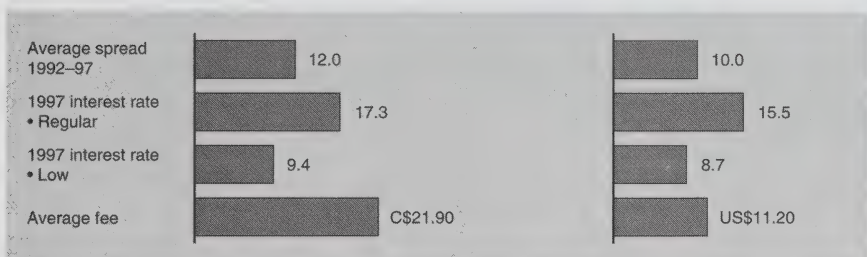 Average spread 12.0 10.0
1992–97
1997 interest rate
• Regular 17.3 15.5
1997 interest rate
• Low 9.4 8.7
Average fee C$21.90 US$11.20